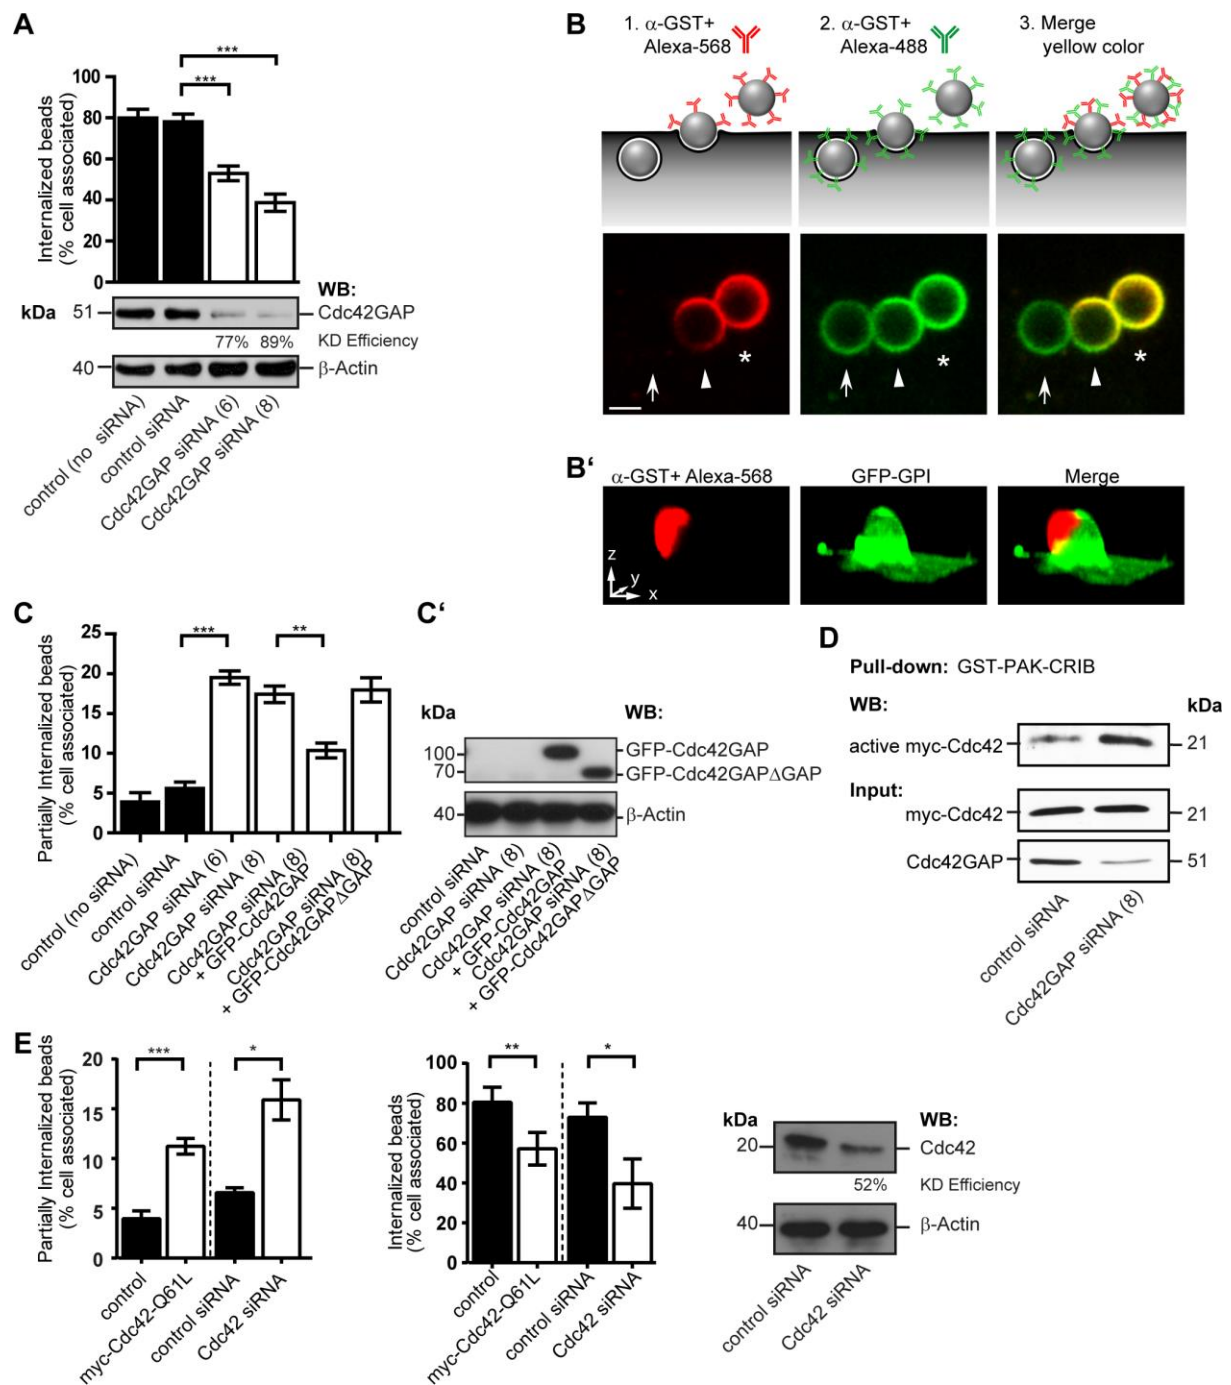 A
***
***
100
80
60
40
20
0
Internalized beads
(% cell associated)
WB:
kDa
51
Cdc42GAP
77%
89%
KD Efficiency
40
β-Actin
control (no siRNA)
control siRNA
Cdc42GAP siRNA (6)
Cdc42GAP siRNA (8)
B
1. α-GST+
Alexa-568
2. α-GST+
Alexa-488
3. Merge
yellow color
*
*
*
B‘
α-GST+ Alexa-568
GFP-GPI
Merge
z
y
x
C
***
**
25
20
15
10
5
0
Partially Internalized beads
(% cell associated)
control (no siRNA)
control siRNA
Cdc42GAP siRNA (6)
Cdc42GAP siRNA (8)
Cdc42GAP siRNA (8)
+ GFP-Cdc42GAP
Cdc42GAP siRNA (8)
+ GFP-Cdc42GAPΔGAP
C‘
kDa
WB:
100
GFP-Cdc42GAP
70
GFP-Cdc42GAPΔGAP
40
β-Actin
control siRNA
Cdc42GAP siRNA (8)
Cdc42GAP siRNA (8)
+ GFP-Cdc42GAP
Cdc42GAP siRNA (8)
+ GFP-Cdc42GAPΔGAP
D
Pull-down: GST-PAK-CRIB
WB:
kDa
active myc-Cdc42
21
Input:
myc-Cdc42
21
Cdc42GAP
51
control siRNA
Cdc42GAP siRNA (8)
E
***
*
20
15
10
5
0
Partially Internalized beads
(% cell associated)
control
myc-Cdc42-Q61L
control siRNA
Cdc42 siRNA
**
*
100
80
60
40
20
0
Internalized beads
(% cell associated)
control
myc-Cdc42-Q61L
control siRNA
Cdc42 siRNA
kDa
WB:
20
Cdc42
52%
KD Efficiency
40
β-Actin
control siRNA
Cdc42 siRNA